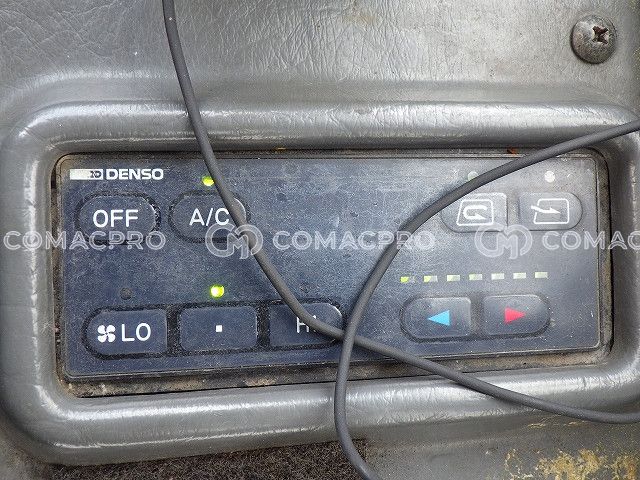 DENSO
OFF A/C
COMACPRO COMACPRO COMACPRO
LO HI